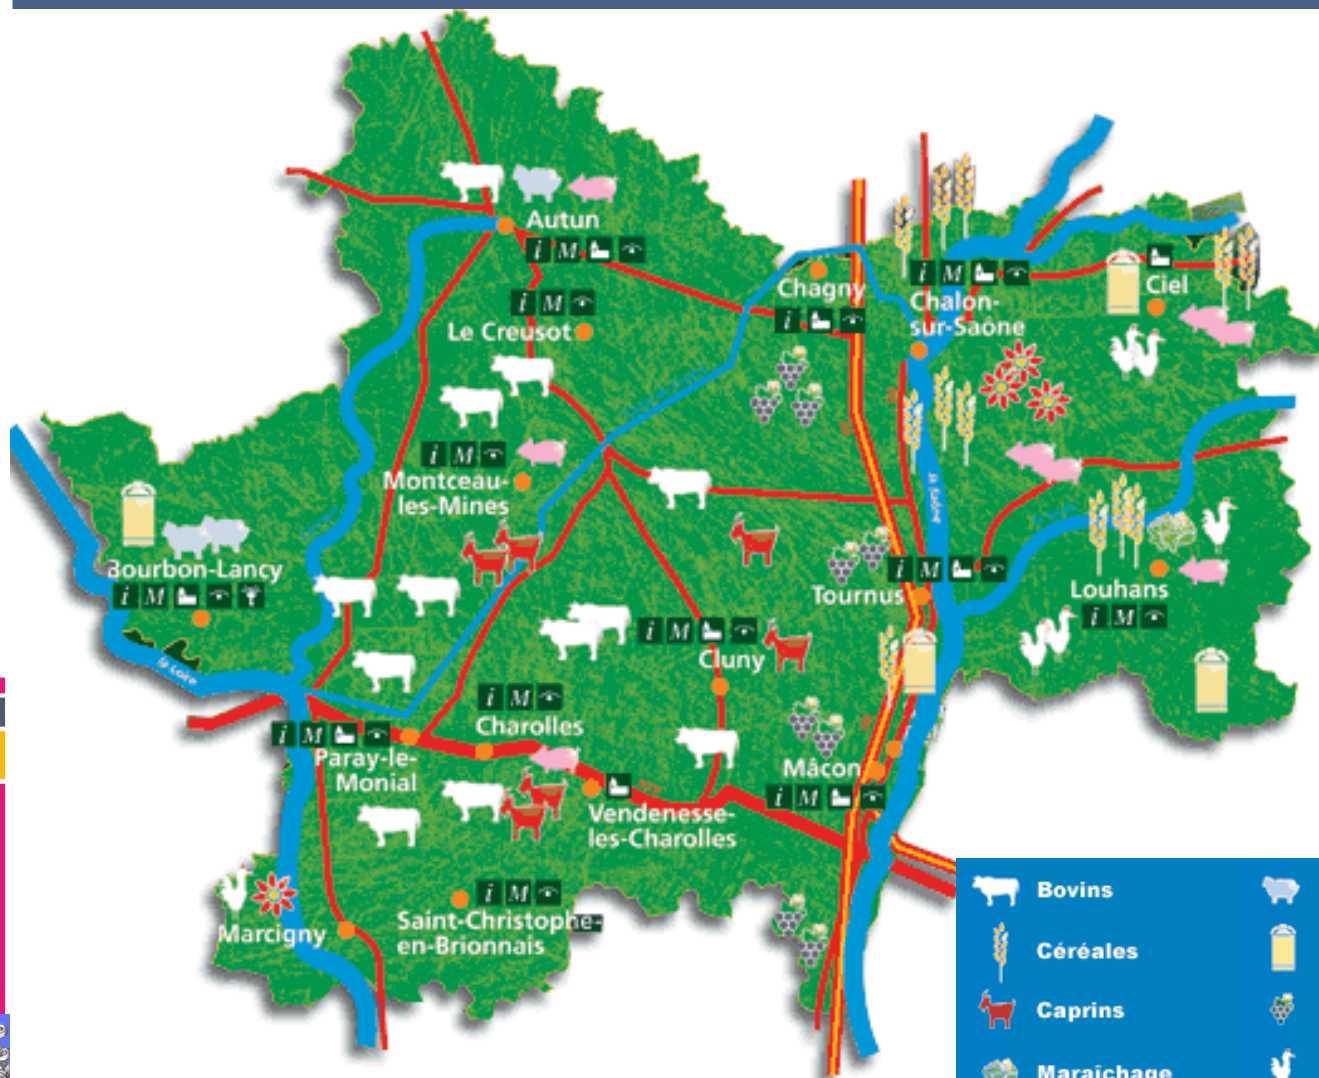 Autun
i M
i M
Le Creusot
Chagny
i
i M
Chalon-
sur-Saône
Ciel
i M
Montceau-
les-Mines
Bourbon-Lancy
i M
la Loire
la Saône
i M
Tournus
Louhans
i M
i M
Cluny
i M
Charolles
i M
Paray-le-
Monial
Mâcon
i M
Vendenesse-
les-Charolles
i M
Saint-Christophe-
en-Brionnais
Marcigny
Bovins
Céréales
Caprins
Maraîchage